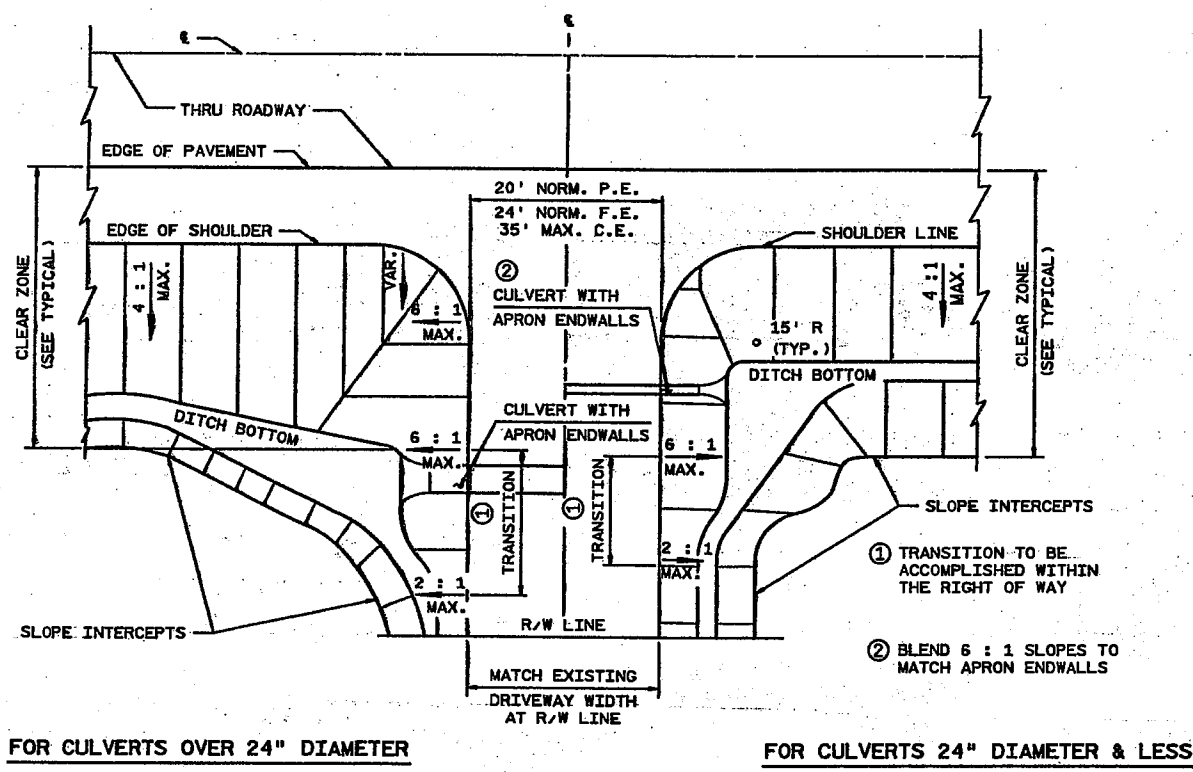 ℄
℄
THRU ROADWAY
EDGE OF PAVEMENT
20' NORM. P.E.
24' NORM. F.E.
35' MAX. C.E.
EDGE OF SHOULDER
SHOULDER LINE
CLEAR ZONE
(SEE TYPICAL)
4 : 1
MAX.
VAR.
②
CULVERT WITH
APRON ENDWALLS
6 : 1
MAX.
15' R
(TYP.)
4 : 1
MAX.
CLEAR ZONE
(SEE TYPICAL)
DITCH BOTTOM
DITCH BOTTOM
CULVERT WITH
APRON ENDWALLS
6 : 1
MAX.
6 : 1
MAX.
①
TRANSITION
①
TRANSITION
SLOPE INTERCEPTS
2 : 1
MAX.
2 : 1
MAX.
① TRANSITION TO BE
ACCOMPLISHED WITHIN
THE RIGHT OF WAY
SLOPE INTERCEPTS
R/W LINE
② BLEND 6 : 1 SLOPES TO
MATCH APRON ENDWALLS
MATCH EXISTING
DRIVEWAY WIDTH
AT R/W LINE
FOR CULVERTS OVER 24" DIAMETER
FOR CULVERTS 24" DIAMETER & LESS